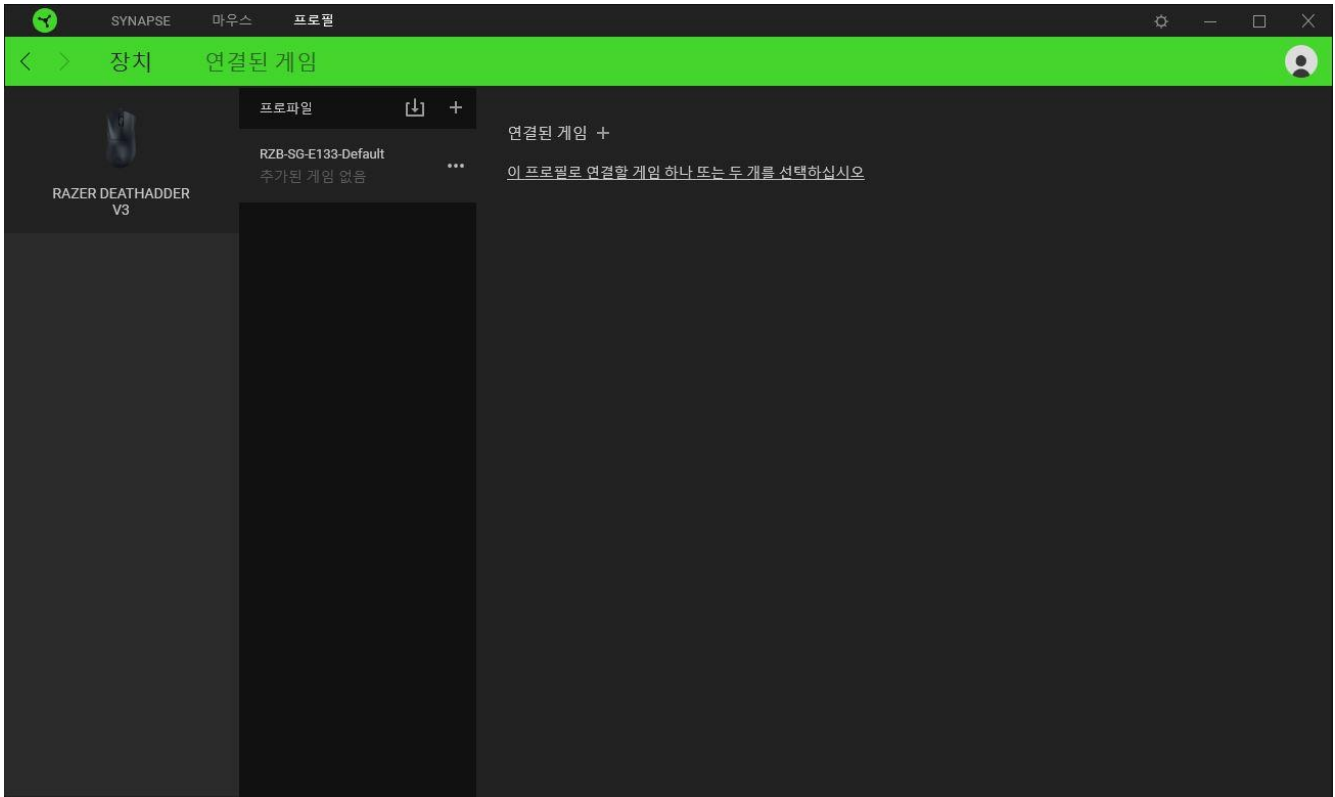 SYNAPSE 마우스 프로필
장치 연결된 게임
RAZER DEATHADDER
V3
프로파일
RZB-SG-E133-Default
추가된 게임 없음
연결된 게임
이 프로필로 연결할 게임 하나 또는 두 개를 선택하십시오